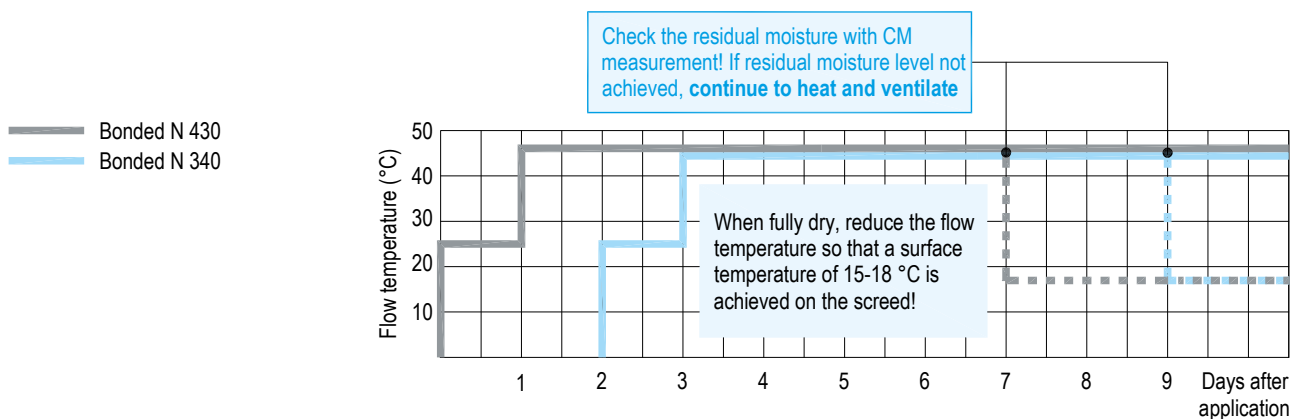 Check the residual moisture with CM
measurement! If residual moisture level not
achieved, continue to heat and ventilate
Bonded N 430
Bonded N 340
Flow temperature (°C)
50
40
30
20
10
When fully dry, reduce the flow
temperature so that a surface
temperature of 15-18 °C is
achieved on the screed!
1 2 3 4 5 6 7 8 9 Days after
application